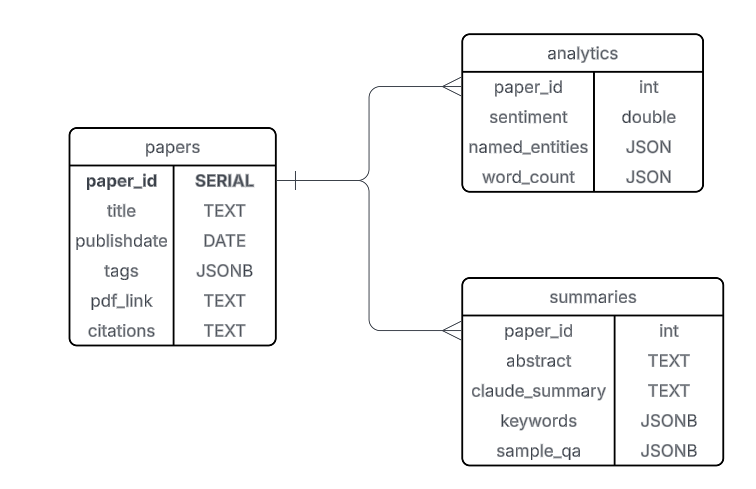 analytics
paper_id int
sentiment double
named_entities JSON
word_count JSON
papers
paper_id SERIAL
title TEXT
publishdate DATE
tags JSONB
pdf_link TEXT
citations TEXT
summaries
paper_id int
abstract TEXT
claude_summary TEXT
keywords JSONB
sample_qa JSONB